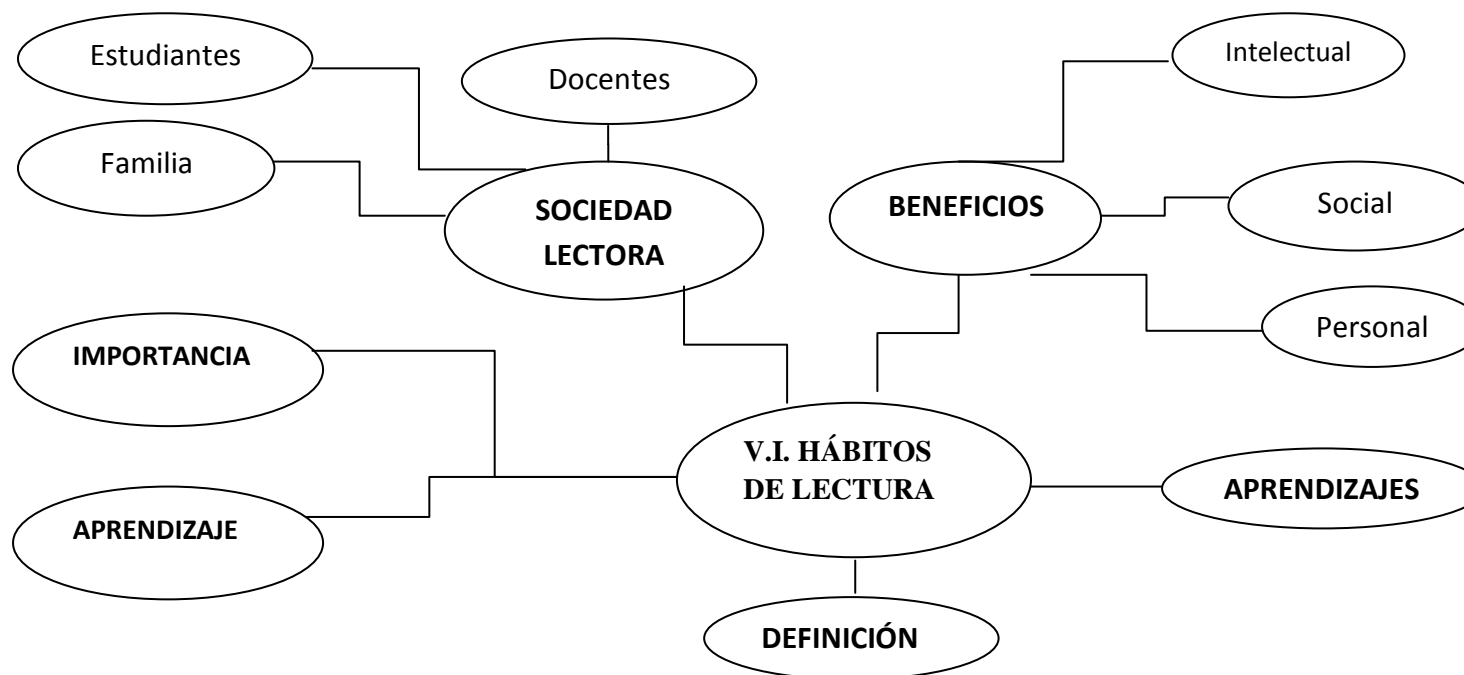 Estudiantes
Docentes
Intelectual
Familia
SOCIEDAD
LECTORA
BENEFICIOS
Social
Personal
IMPORTANCIA
V.I. HÁBITOS
DE LECTURA
APRENDIZAJE
APRENDIZAJES
DEFINICIÓN